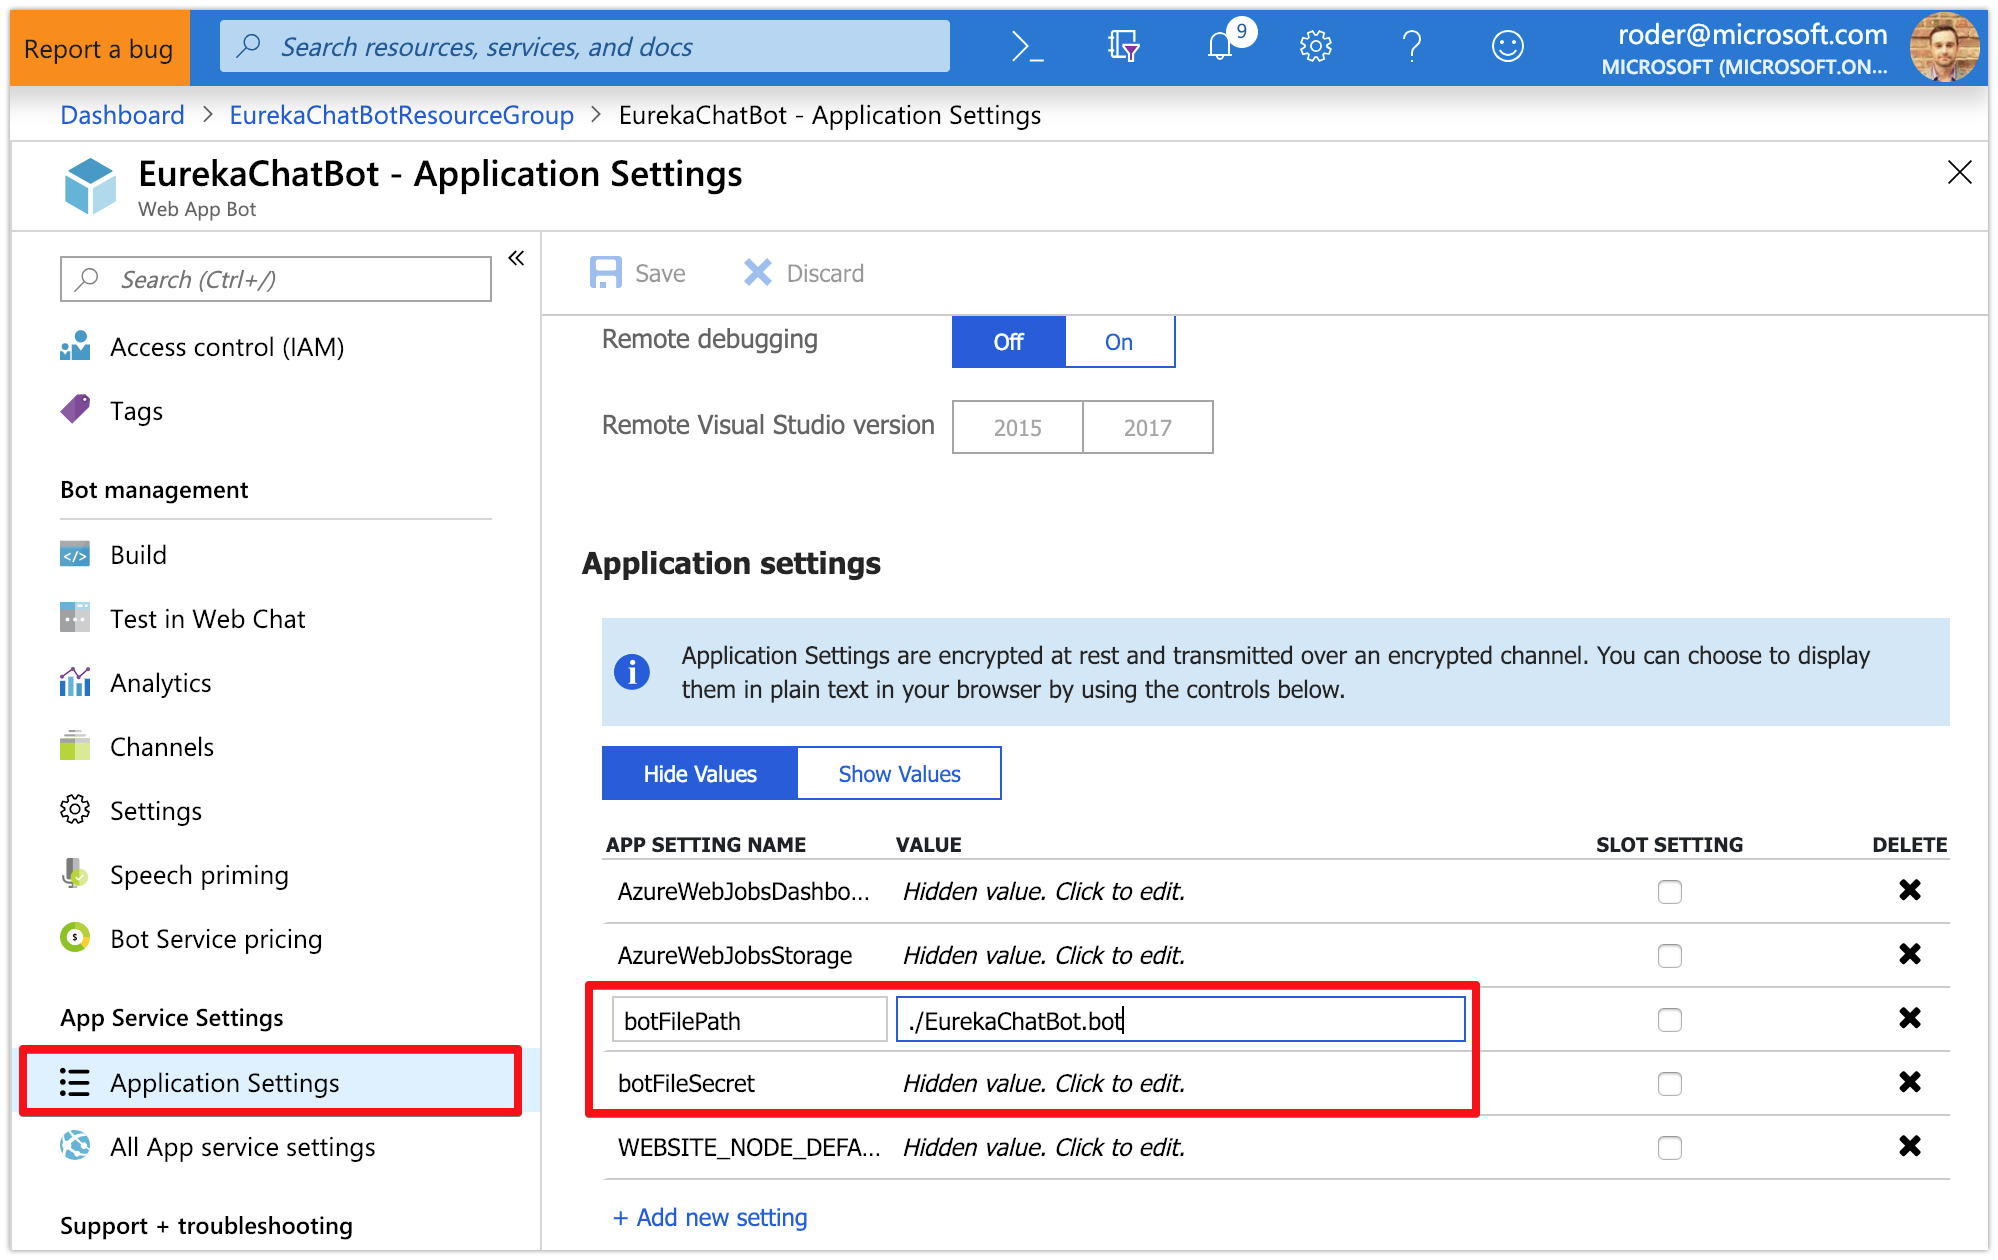 Report a bug
Search resources, services, and docs
9
roder@microsoft.com
MICROSOFT (MICROSOFT.ON...
Dashboard > EurekaChatBotResourceGroup > EurekaChatBot - Application Settings
EurekaChatBot - Application Settings
Web App Bot
Search (Ctrl+/)
Access control (IAM)
Tags
Bot management
Build
Test in Web Chat
Analytics
Channels
Settings
Speech priming
Bot Service pricing
App Service Settings
Application Settings
All App service settings
Support + troubleshooting
Save Discard
Remote debugging Off On
Remote Visual Studio version 2015 2017
Application settings
Application Settings are encrypted at rest and transmitted over an encrypted channel. You can choose to display
them in plain text in your browser by using the controls below.
Hide Values Show Values
APP SETTING NAME VALUE SLOT SETTING DELETE
AzureWebJobsDashbo... Hidden value. Click to edit.
AzureWebJobsStorage Hidden value. Click to edit.
botFilePath ./EurekaChatBot.bot
botFileSecret Hidden value. Click to edit.
WEBSITE_NODE_DEFA... Hidden value. Click to edit.
+ Add new setting